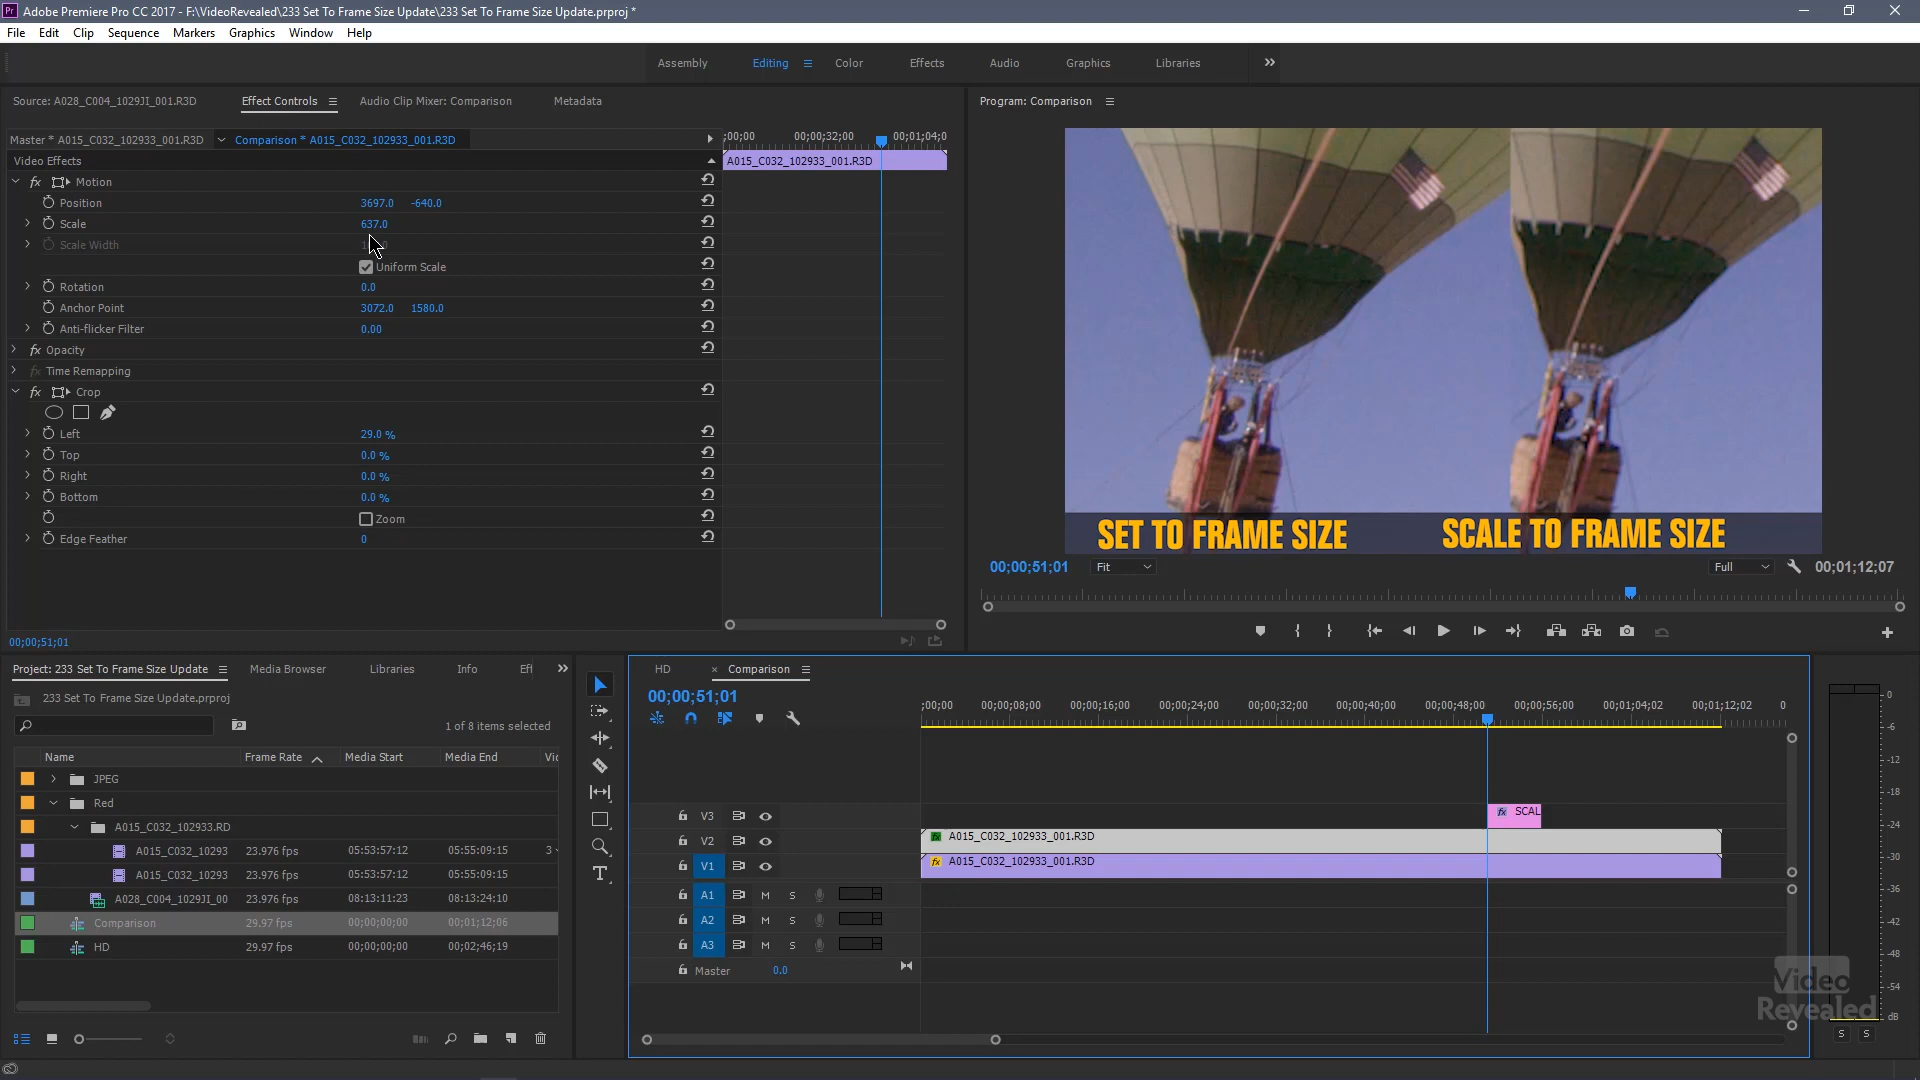 Pr Adobe Premiere Pro CC 2017 - F:\VideoRevealed\233 Set To Frame Size Update\233 Set To Frame Size Update.prproj *
File Edit Clip Sequence Markers Graphics Window Help
Assembly Editing Color Effects Audio Graphics Libraries
Source: A028_C004_1029JI_001.R3D Effect Controls Audio Clip Mixer: Comparison Metadata
Program: Comparison
Master * A015_C032_102933_001.R3D Comparison * A015_C032_102933_001.R3D
;00;00 00;00;32;00 00;01;04;0
Video Effects
A015_C032_102933_001.R3D
fx Motion
Position 3697.0 -640.0
Scale 637.0
Scale Width
Uniform Scale
Rotation 0.0
Anchor Point 3072.0 1580.0
Anti-flicker Filter 0.00
fx Opacity
fx Time Remapping
fx Crop
Left 29.0 %
Top 0.0 %
Right 0.0 %
Bottom 0.0 %
Zoom
Edge Feather 0
00;00;51;01
SET TO FRAME SIZE SCALE TO FRAME SIZE
00;00;51;01 Fit Full 00;01;12;07
Project: 233 Set To Frame Size Update Media Browser Libraries Info Eff
233 Set To Frame Size Update.prproj
1 of 8 items selected
Name Frame Rate Media Start Media End Vic
JPEG
Red
A015_C032_102933.RD
A015_C032_10293 23.976 fps 05:53:57:12 05:55:09:15 3
A015_C032_10293 23.976 fps 05:53:57:12 05:55:09:15
A028_C004_1029JI_00 23.976 fps 08:13:11:23 08:13:24:10
Comparison 29.97 fps 00;00;00;00 00;01;12;06
HD 29.97 fps 00;00;00;00 00;02;46;19
HD × Comparison
00;00;51;01
;00;00 00;00;08;00 00;00;16;00 00;00;24;00 00;00;32;00 00;00;40;00 00;00;48;00 00;00;56;00 00;01;04;02 00;01;12;02 0
V3 fx SCAL
V2 fx A015_C032_102933_001.R3D
V1 fx A015_C032_102933_001.R3D
A1 M S
A2 M S
A3 M S
Master 0.0
0
-6
-12
-18
-24
-30
-36
-42
-48
-54
dB
S S
Video
Revealed